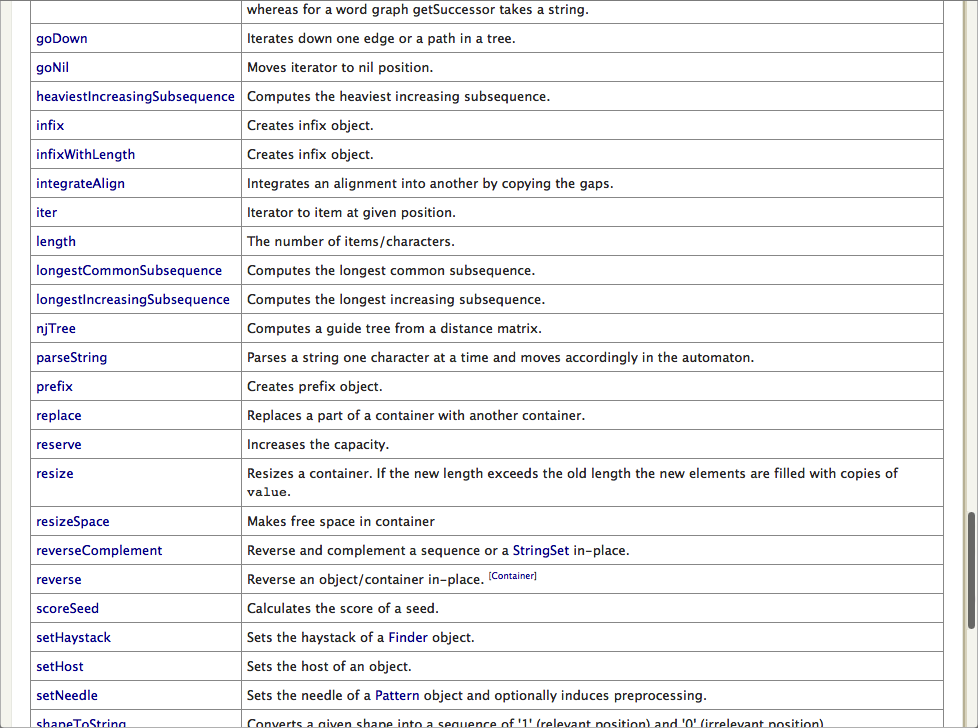 whereas for a word graph getSuccessor takes a string.
goDown Iterates down one edge or a path in a tree.
goNil Moves iterator to nil position.
heaviestIncreasingSubsequence Computes the heaviest increasing subsequence.
infix Creates infix object.
infixWithLength Creates infix object.
integrateAlign Integrates an alignment into another by copying the gaps.
iter Iterator to item at given position.
length The number of items/characters.
longestCommonSubsequence Computes the longest common subsequence.
longestIncreasingSubsequence Computes the longest increasing subsequence.
njTree Computes a guide tree from a distance matrix.
parseString Parses a string one character at a time and moves accordingly in the automaton.
prefix Creates prefix object.
replace Replaces a part of a container with another container.
reserve Increases the capacity.
resize Resizes a container. If the new length exceeds the old length the new elements are filled with copies of
value.
resizeSpace Makes free space in container
reverseComplement Reverse and complement a sequence or a StringSet in-place.
reverse Reverse an object/container in-place. [Container]
scoreSeed Calculates the score of a seed.
setHaystack Sets the haystack of a Finder object.
setHost Sets the host of an object.
setNeedle Sets the needle of a Pattern object and optionally induces preprocessing.
shapeToString Converts a given shape into a sequence of '1' (relevant position) and '0' (irrelevant position).